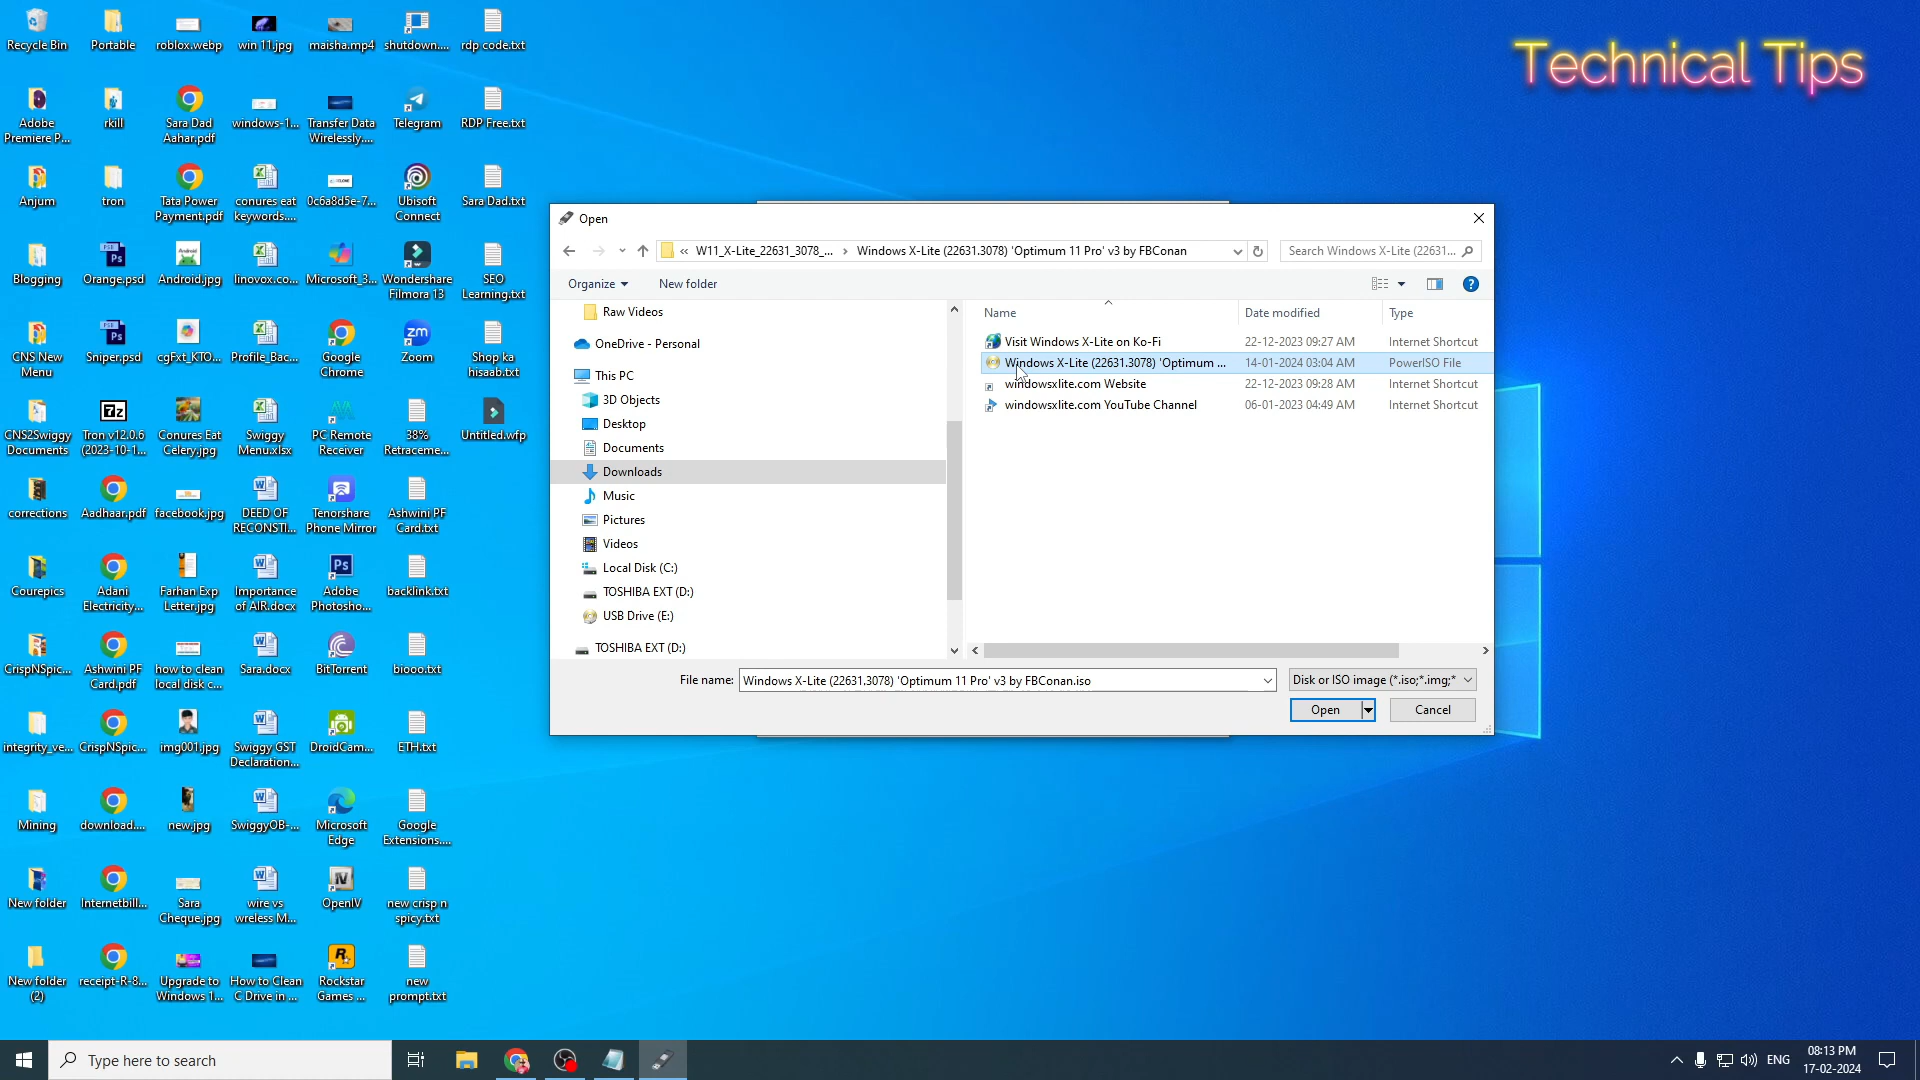 Technical Tips
Recycle Bin
Portable
roblox.webp
win 11.jpg
maisha.mp4
shutdown....
rdp code.txt
Adobe
Premiere P...
rkill
Sara Dad
Aahar.pdf
windows-1...
Transfer Data
Wirelessly....
Telegram
RDP Free.txt
Anjum
tron
Tata Power
Payment.pdf
conures eat
keywords....
0c6a8d5e-7...
Ubisoft
Connect
Sara Dad.txt
Blogging
Orange.psd
Android.jpg
linovox.co...
Microsoft_3...
Wondershare
Filmora 13
SEO
Learning.txt
CNS New
Menu
Sniper.psd
cgFxt_KTO...
Profile_Bac...
Google
Chrome
Zoom
Shop ka
hisaab.txt
CNS2Swiggy
Documents
Tron v12.0.6
(2023-10-1...
Conures Eat
Celery.jpg
Swiggy
Menu.xlsx
PC Remote
Receiver
38%
Retraceme...
Untitled.wfp
corrections
Aadhaar.pdf
facebook.jpg
DEED OF
RECONSTI...
Tenorshare
Phone Mirror
Ashwini PF
Card.txt
Courepics
Adani
Electricity...
Farhan Exp
Letter.jpg
Importance
of AIR.docx
Adobe
Photosho...
backlink.txt
CrispNSpic...
Ashwini PF
Card.pdf
how to clean
local disk c...
Sara.docx
BitTorrent
biooo.txt
integrity_ve...
CrispNSpic...
img001.jpg
Swiggy GST
Declaration...
DroidCam...
ETH.txt
Mining
download....
new.jpg
SwiggyOB-...
Microsoft
Edge
Google
Extensions....
New folder
Internetbill...
Sara
Cheque.jpg
wire vs
wreless M...
OpenIV
new crisp n
spicy.txt
New folder
(2)
receipt-R-8...
Upgrade to
Windows 1...
How to Clean
C Drive in ...
Rockstar
Games ...
new
prompt.txt
Open
« W11_X-Lite_22631_3078_... › Windows X-Lite (22631.3078) 'Optimum 11 Pro' v3 by FBConan
Search Windows X-Lite (22631...
Organize
New folder
Raw Videos
OneDrive - Personal
This PC
3D Objects
Desktop
Documents
Downloads
Music
Pictures
Videos
Local Disk (C:)
TOSHIBA EXT (D:)
USB Drive (E:)
TOSHIBA EXT (D:)
Name Date modified Type
Visit Windows X-Lite on Ko-Fi 22-12-2023 09:27 AM Internet Shortcut
Windows X-Lite (22631.3078) 'Optimum ... 14-01-2024 03:04 AM PowerISO File
windowsxlite.com Website 22-12-2023 09:28 AM Internet Shortcut
windowsxlite.com YouTube Channel 06-01-2023 04:49 AM Internet Shortcut
File name: Windows X-Lite (22631.3078) 'Optimum 11 Pro' v3 by FBConan.iso
Disk or ISO image (*.iso;*.img;*
Open
Cancel
Type here to search
ENG
08:13 PM
17-02-2024